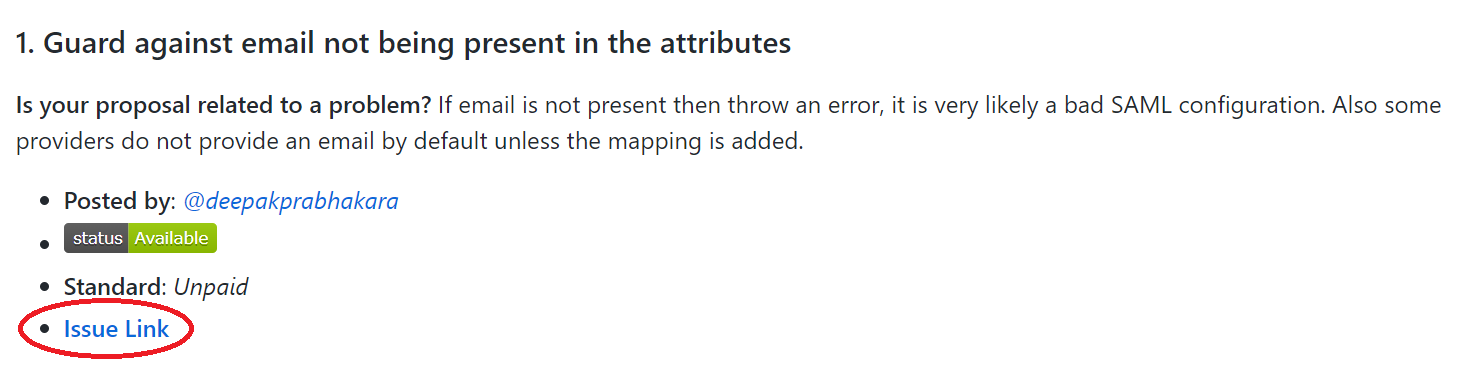 1. Guard against email not being present in the attributes
Is your proposal related to a problem? If email is not present then throw an error, it is very likely a bad SAML configuration. Also some
providers do not provide an email by default unless the mapping is added.
Posted by: @deepakprabhakara
status Available
Standard: Unpaid
Issue Link